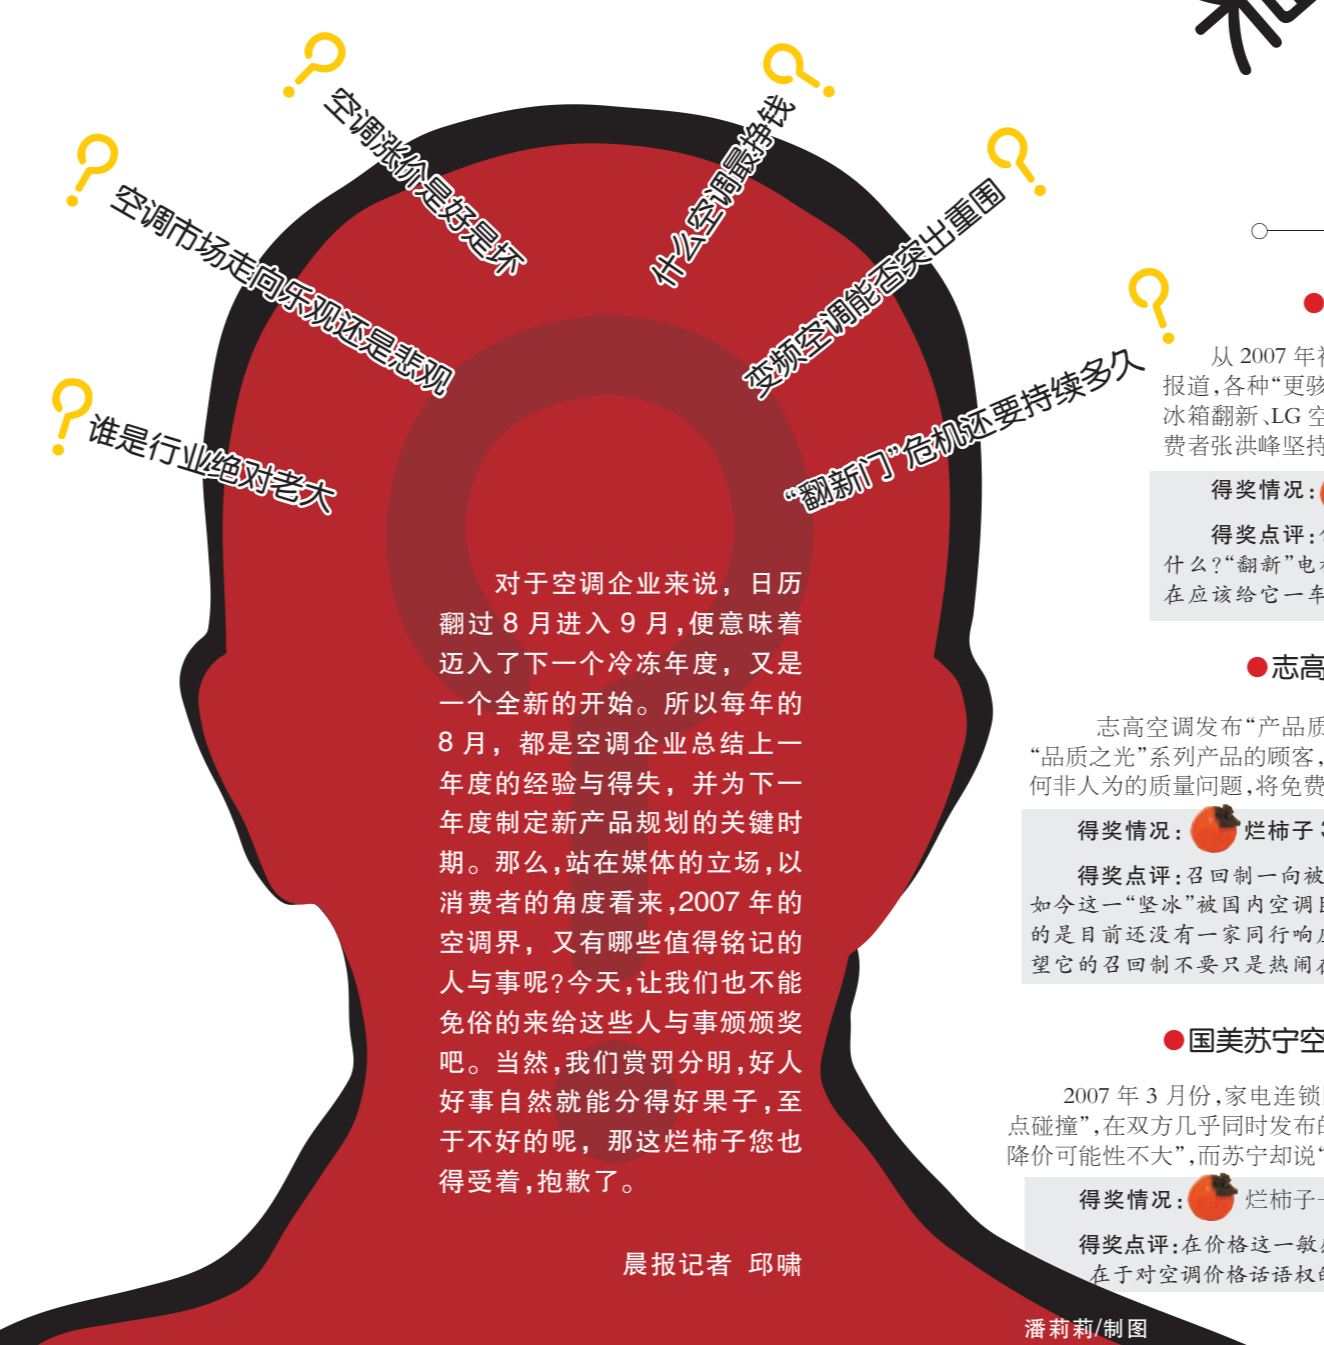 空调涨价是好是坏
什么空调最挣钱
空调市场走向乐观还是悲观
变频空调能否突出重围
谁是行业绝对老大
“翻新门”危机还要持续多久
对于空调企业来说，日历
翻过 8 月进入 9 月，便意味着
迈入了下一个冷冻年度，又是
一个全新的开始。所以每年的
8 月，都是空调企业总结上一
年度的经验与得失，并为下一
年度制定新产品规划的关键时
期。那么，站在媒体的立场，以
消费者的角度看来，2007 年的
空调界，又有哪些值得铭记的
人与事呢？今天，让我们也不能
免俗的来给这些人与事颁颁奖
吧。当然，我们赏罚分明，好人
好事自然就能分得好果子，至
于不好的呢，那这烂柿子您也
得受着，抱歉了。
晨报记者 邱啸
从 2007 年
报道，各种“更骇
冰箱翻新、LG 空
费者张洪峰坚持
得奖情况：
得奖点评：
什么？“翻新”电
在应该给它一车
●志高
志高空调发布“产品质
“品质之光”系列产品的顾客，
何非人为的质量问题，将免费
得奖情况： 烂柿子
得奖点评：召回制一向被
如今这一“坚冰”被国内空调
的是目前还没有一家同行响
望它的召回制不要只是热闹
●国美苏宁空
2007 年 3 月份，家电连锁
点碰撞”，在双方几乎同时发布的
降价可能性不大”，而苏宁却说“
得奖情况： 烂柿子
得奖点评：在价格这一敏
在于对空调价格话语权的
潘莉莉/制图